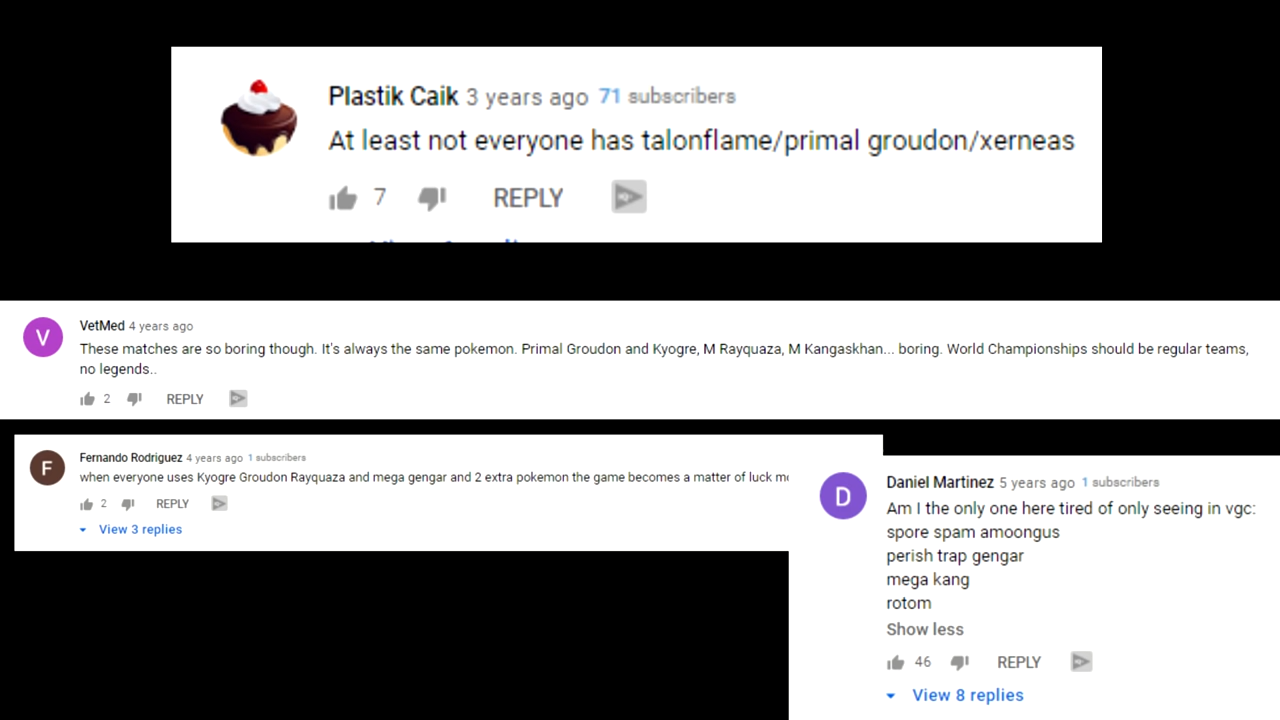 Plastik Caik 3 years ago 71 subscribers
At least not everyone has talonflame/primal groudon/xerneas
7 REPLY
V
VetMed 4 years ago
These matches are so boring though. It's always the same pokemon. Primal Groudon and Kyogre, M Rayquaza, M Kangaskhan... boring. World Championships should be regular teams,
no legends..
2 REPLY
F
Fernando Rodriguez 4 years ago 1 subscribers
when everyone uses Kyogre Groudon Rayquaza and mega gengar and 2 extra pokemon the game becomes a matter of luck
2 REPLY
View 3 replies
D
Daniel Martinez 5 years ago 1 subscribers
Am I the only one here tired of only seeing in vgc:
spore spam amoongus
perish trap gengar
mega kang
rotom
Show less
46 REPLY
View 8 replies